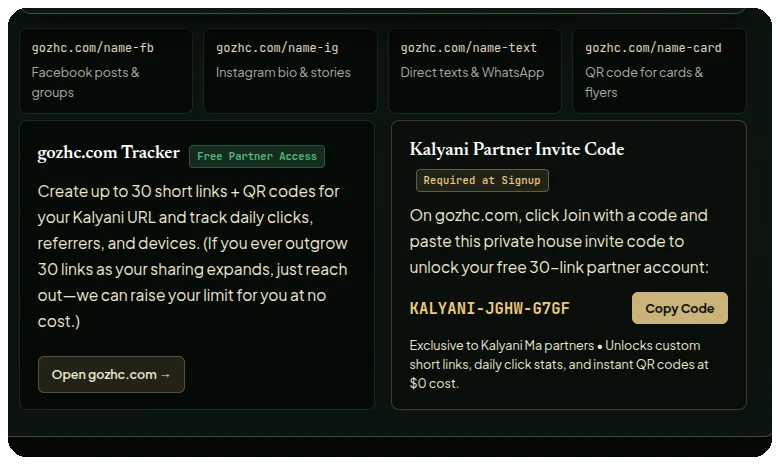 gozhc.com/name-fb
Facebook posts &
groups
gozhc.com/name-ig
Instagram bio & stories
gozhc.com/name-text
Direct texts & WhatsApp
gozhc.com/name-card
QR code for cards &
flyers
gozhc.com Tracker
Free Partner Access
Create up to 30 short links + QR codes for
your Kalyani URL and track daily clicks,
referrers, and devices. (If you ever outgrow
30 links as your sharing expands, just reach
out—we can raise your limit for you at no
cost.)
Open gozhc.com →
Kalyani Partner Invite Code
Required at Signup
On gozhc.com, click Join with a code and
paste this private house invite code to
unlock your free 30-link partner account:
KALYANI-JGHW-G7GF
Copy Code
Exclusive to Kalyani Ma partners • Unlocks custom
short links, daily click stats, and instant QR codes at
$0 cost.